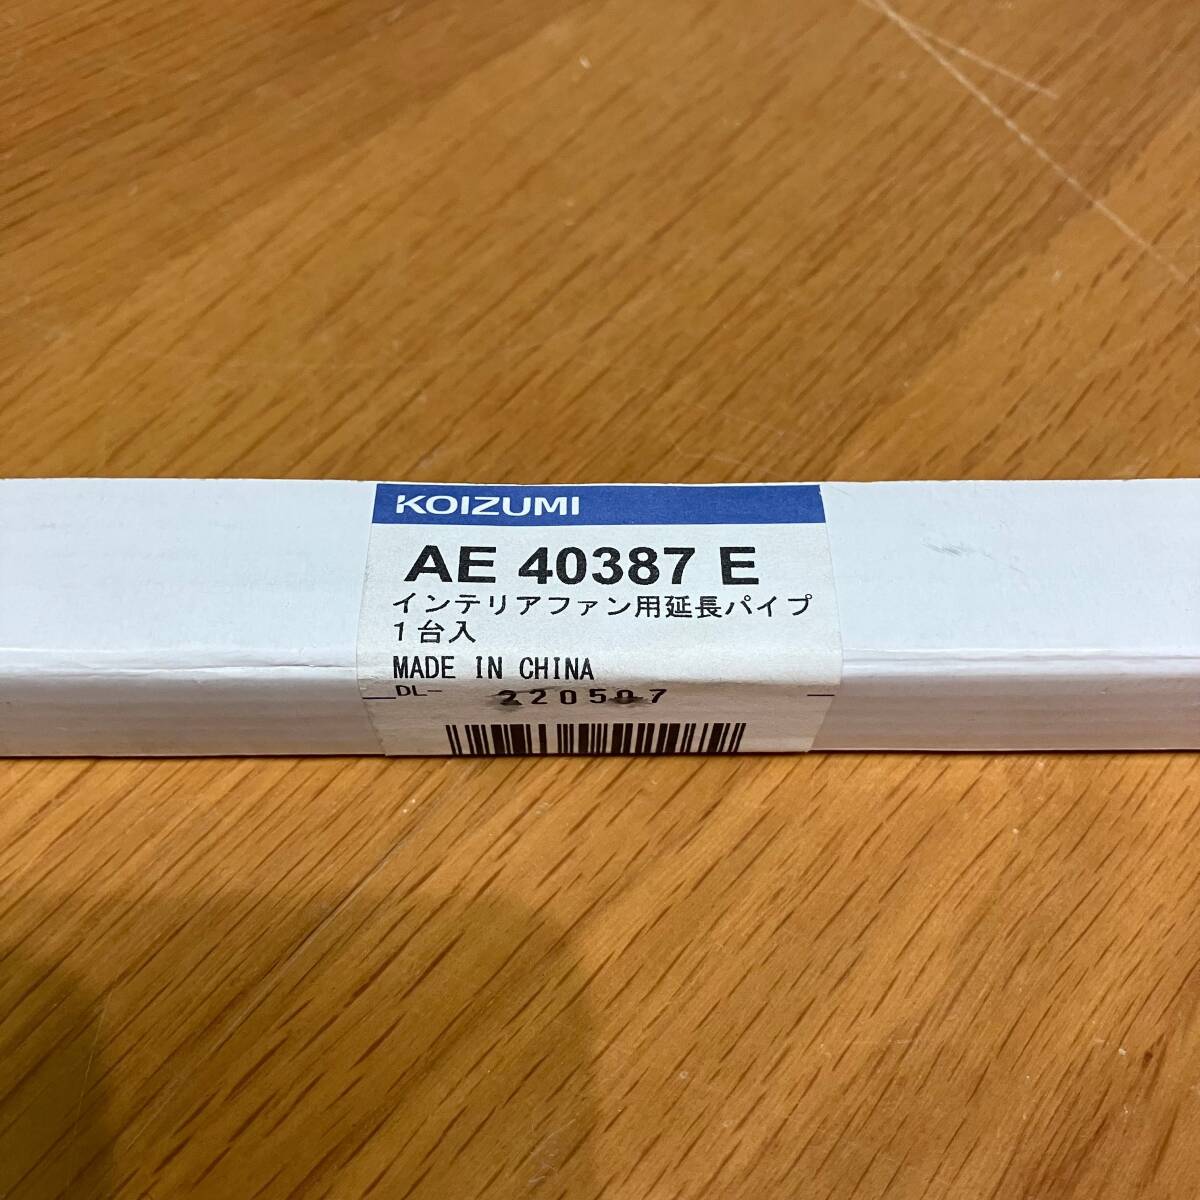 KOIZUMI
AE 40387 E
インテリアファン用延長パイプ
1台入
MADE IN CHINA
DL- 220507